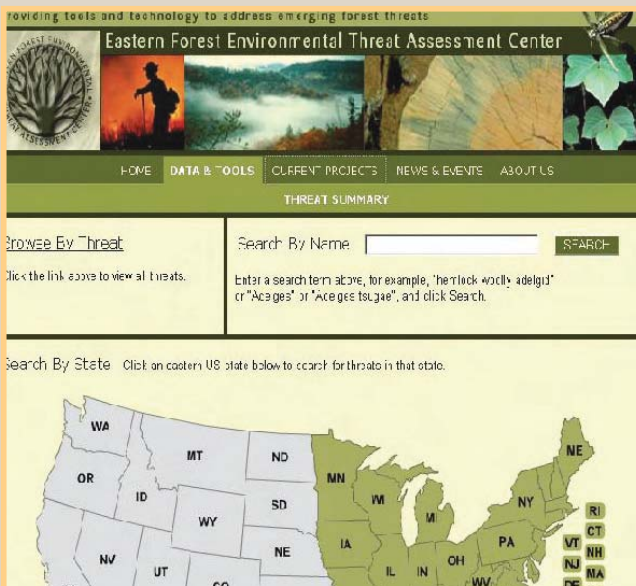 roviding tools and technology to address emerging forest threats
Eastern Forest Environmental Threat Assessment Center
HOME DATA & TOOLS CURRENT PROJECTS NEWS & EVENTS ABOUT US
THREAT SUMMARY
Browse By Threat
Click the link above to view all threats.
Search By Name SEARCH
Enter a search term above, for example, "hemlock woolly adelgid"
or "Adelges" or "Adelges tsugae", and click Search.
Search By State Click an eastern US state below to search for threats in that state.
WA
MT
ND
MN
ME
OR
ID
SD
WI
MI
NY
RI
WY
CT
IA
PA
VT
NH
NV
UT
NE
IL
IN
OH
NJ
MA
WV
CO
DE